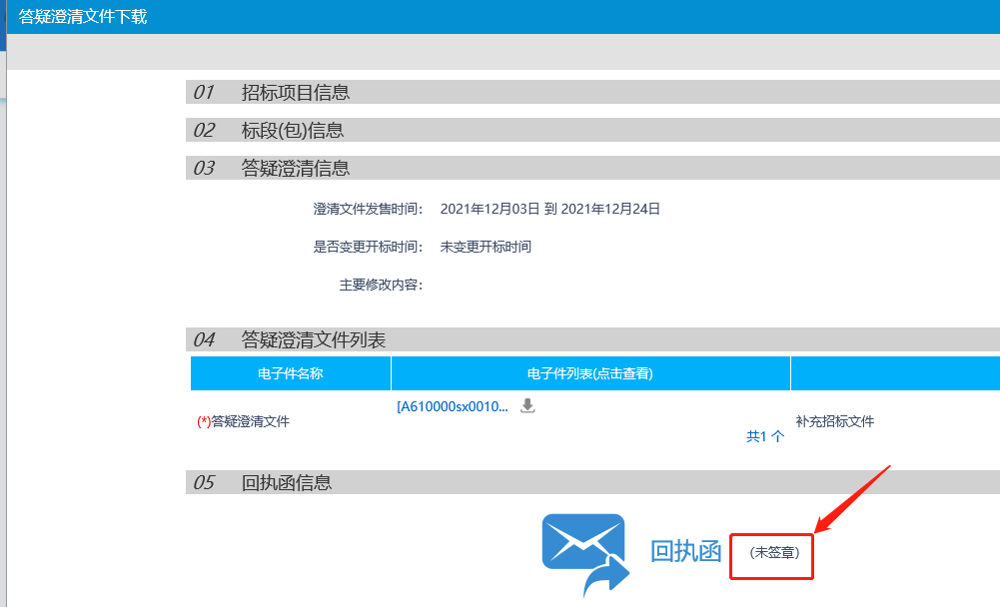 答疑澄清文件下载
01 招标项目信息
02 标段(包)信息
03 答疑澄清信息
澄清文件发售时间： 2021年12月03日 到 2021年12月24日
是否变更开标时间： 未变更开标时间
主要修改内容：
04 答疑澄清文件列表
电子件名称 电子件列表(点击查看)
(*)答疑澄清文件 [A610000sx0010... 补充招标文件
共1 个
05 回执函信息
回执函 （未签章）